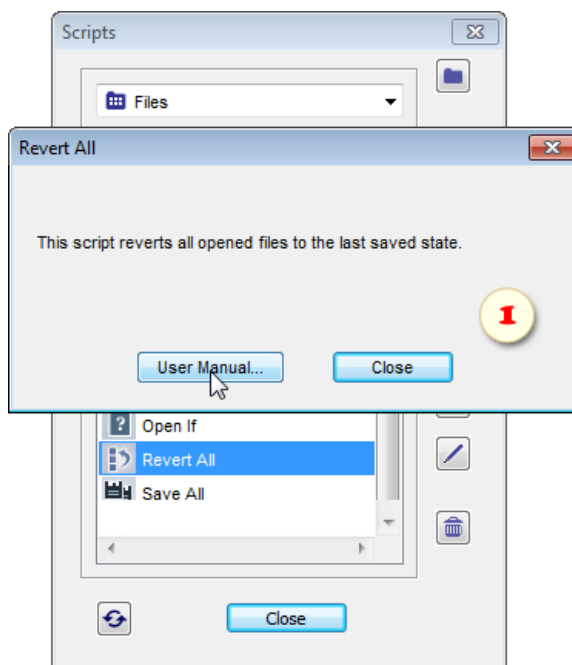 Scripts
Files
Revert All
This script reverts all opened files to the last saved state.
1
User Manual...
Close
Open If
Revert All
Save All
Close